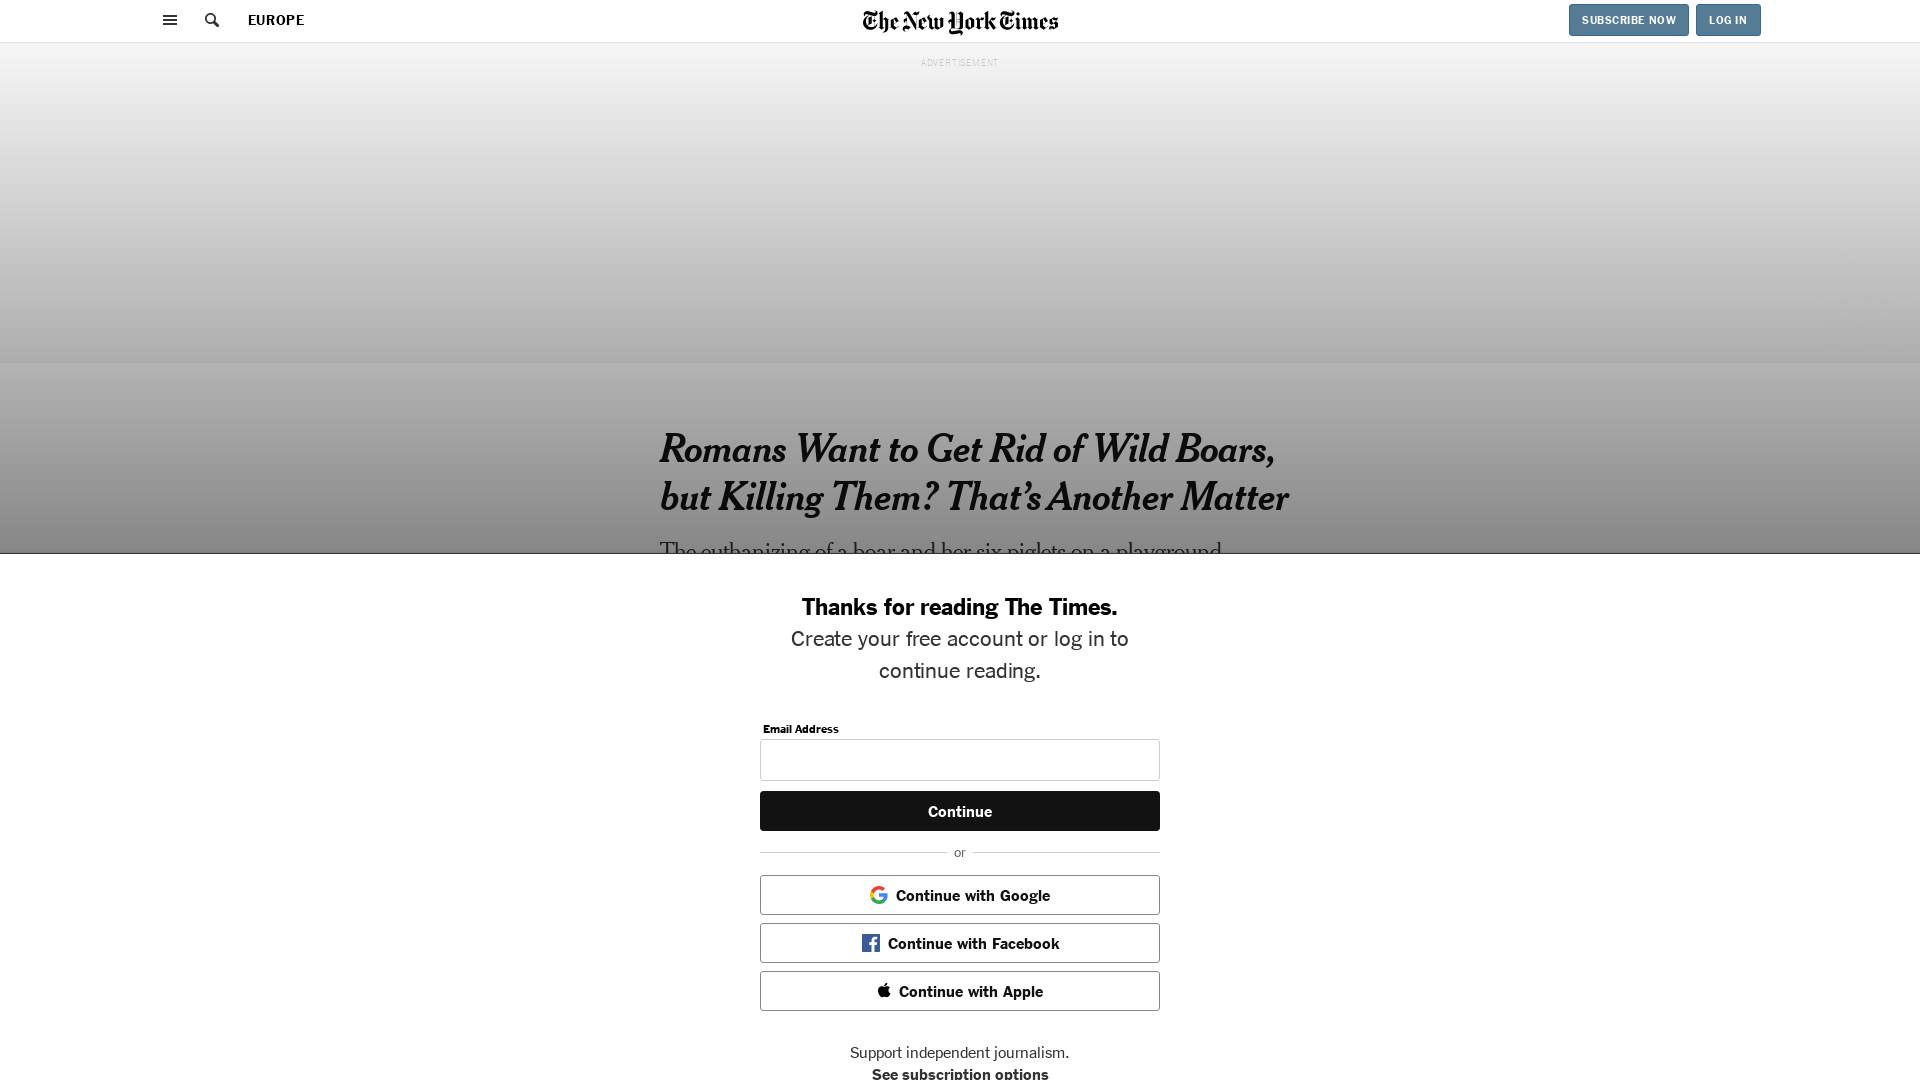 EUROPE
The New York Times
SUBSCRIBE NOW
LOG IN
ADVERTISEMENT
Romans Want to Get Rid of Wild Boars,
but Killing Them? That’s Another Matter
The euthanizing of a boar and her six piglets on a playground
Thanks for reading The Times.
Create your free account or log in to
continue reading.
Email Address
Continue
or
Continue with Google
Continue with Facebook
Continue with Apple
Support independent journalism.
See subscription options